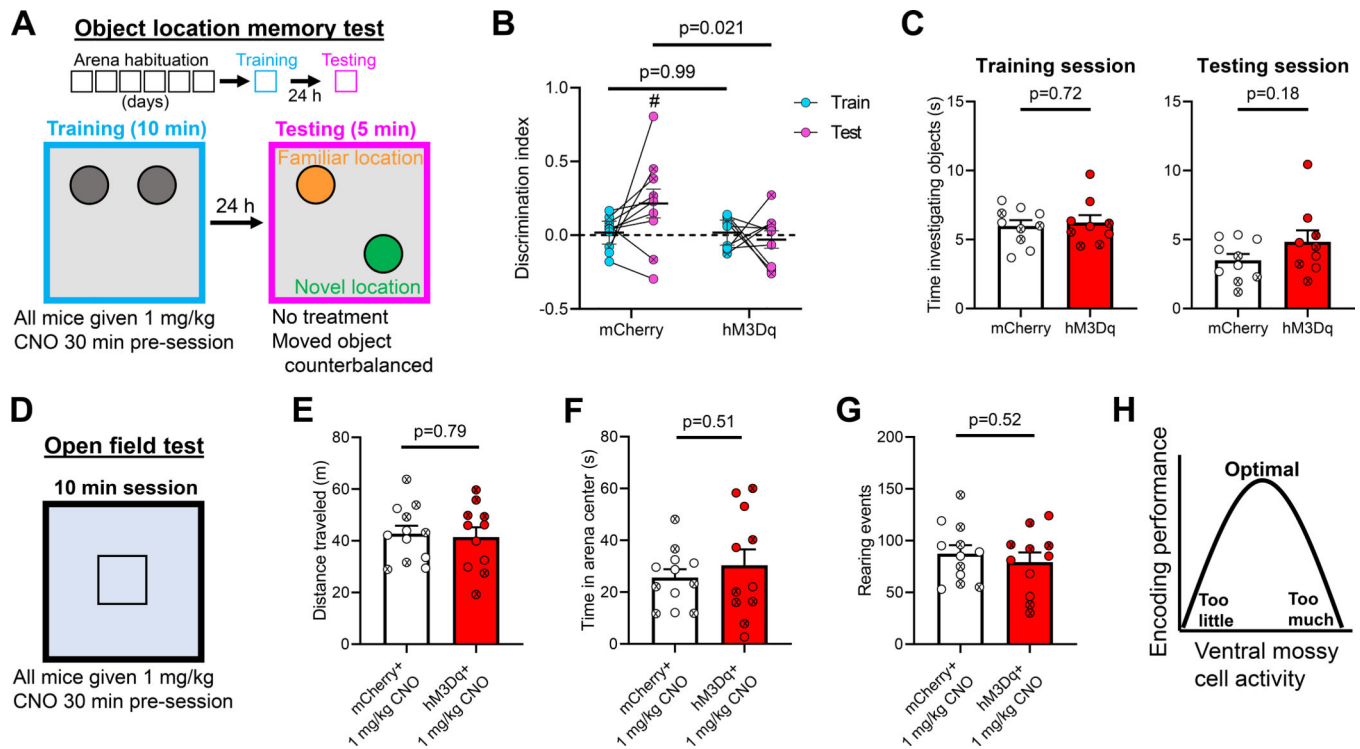 A
Object location memory test
Arena habituation
Training
Testing
(days)
24 h
Training (10 min)
Testing (5 min)
Familiar location
24 h
Novel location
All mice given 1 mg/kg
CNO 30 min pre-session
No treatment
Moved object
counterbalanced
B
p=0.021
p=0.99
#
Train
Test
Discrimination index
1.0
0.5
0.0
-0.5
mCherry
hM3Dq
C
Training session
p=0.72
Time investigating objects (s)
15
10
5
0
mCherry
hM3Dq
Testing session
p=0.18
15
10
5
0
mCherry
hM3Dq
D
Open field test
10 min session
All mice given 1 mg/kg
CNO 30 min pre-session
E
p=0.79
Distance traveled (m)
80
60
40
20
0
mCherry+
1 mg/kg CNO
hM3Dq+
1 mg/kg CNO
F
p=0.51
Time in arena center (s)
80
60
40
20
0
mCherry+
1 mg/kg CNO
hM3Dq+
1 mg/kg CNO
G
p=0.52
Rearing events
200
150
100
50
0
mCherry+
1 mg/kg CNO
hM3Dq+
1 mg/kg CNO
H
Encoding performance
Optimal
Too
little
Too
much
Ventral mossy
cell activity